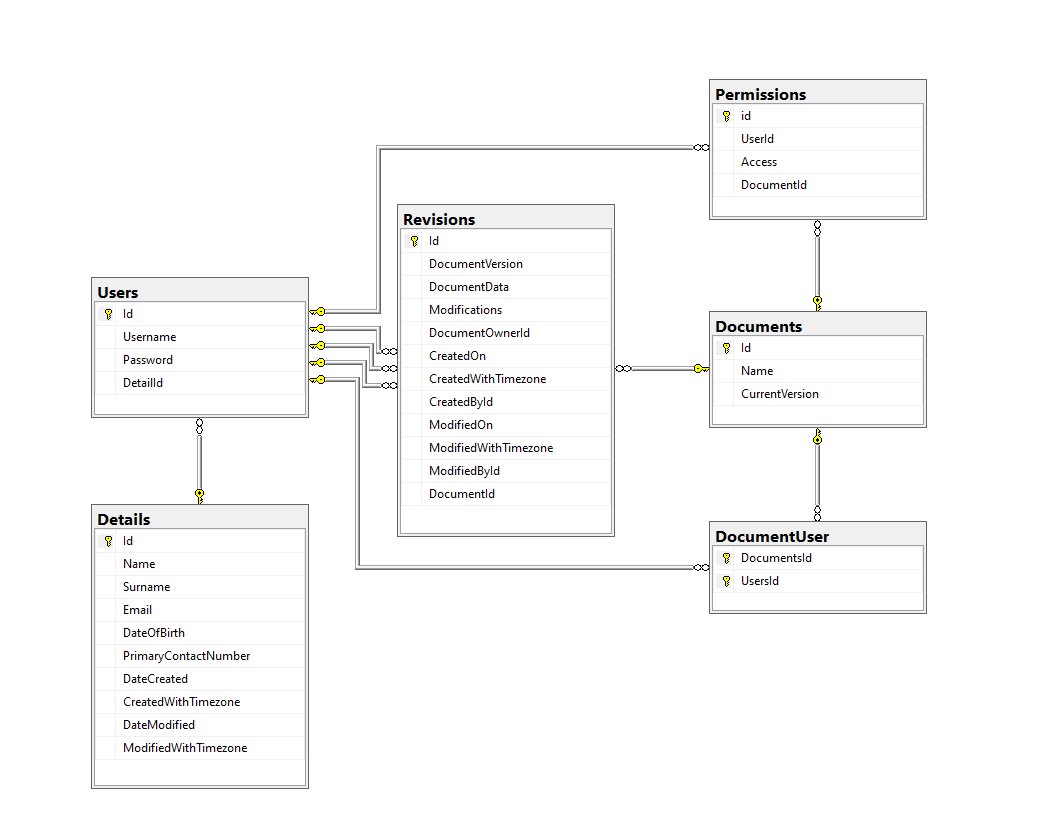 Permissions
id
UserId
Access
DocumentId
Revisions
Id
DocumentVersion
DocumentData
Modifications
DocumentOwnerId
CreatedOn
CreatedWithTimezone
CreatedById
ModifiedOn
ModifiedWithTimezone
ModifiedById
DocumentId
Users
Id
Username
Password
DetailId
Documents
Id
Name
CurrentVersion
Details
Id
Name
Surname
Email
DateOfBirth
PrimaryContactNumber
DateCreated
CreatedWithTimezone
DateModified
ModifiedWithTimezone
DocumentUser
DocumentsId
UsersId